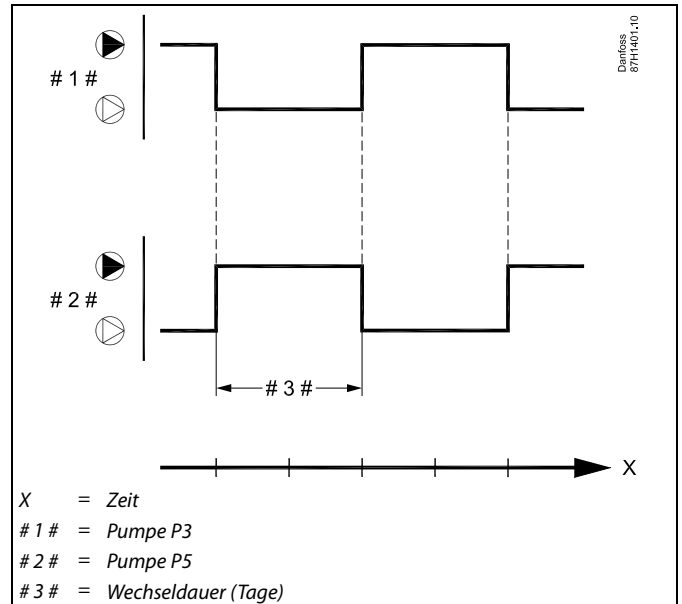 Danfoss
87H1401.10
# 1 #
# 2 #
# 3 #
X
X = Zeit
# 1 # = Pumpe P3
# 2 # = Pumpe P5
# 3 # = Wechseldauer (Tage)